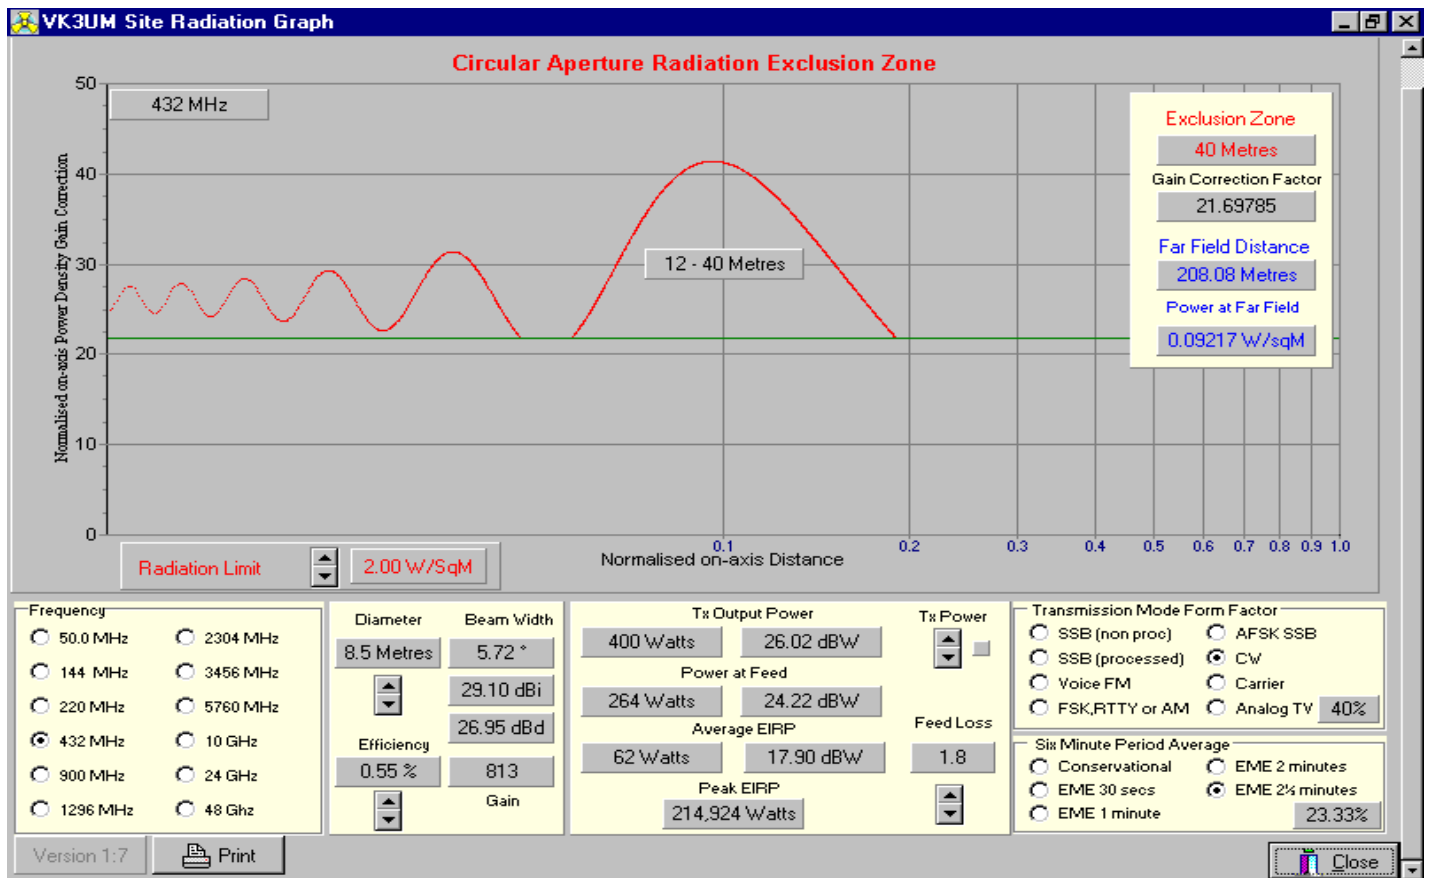 VK3UM Site Radiation Graph
Circular Aperture Radiation Exclusion Zone
50
40
30
20
10
0
Normalised on-axis Power Density Gain Correction
432 MHz
12 - 40 Metres
Exclusion Zone
40 Metres
Gain Correction Factor
21.69785
Far Field Distance
208.08 Metres
Power at Far Field
0.09217 W/sqM
0.1 0.2 0.3 0.4 0.5 0.6 0.7 0.8 0.9 1.0
Normalised on-axis Distance
Radiation Limit 2.00 W/SqM
Frequency
50.0 MHz 2304 MHz
144 MHz 3456 MHz
220 MHz 5760 MHz
432 MHz 10 GHz
900 MHz 24 GHz
1296 MHz 48 Ghz
Diameter Beam Width
8.5 Metres 5.72 °
29.10 dBi
26.95 dBd
Efficiency
0.55 % 813
Gain
Tx Output Power
400 Watts 26.02 dBW
Power at Feed
264 Watts 24.22 dBW
Average EIRP
62 Watts 17.90 dBW
Peak EIRP
214,924 Watts
Tx Power
Feed Loss
1.8
Transmission Mode Form Factor
SSB (non proc) AFSK SSB
SSB (processed) CW
Voice FM Carrier
FSK,RTTY or AM Analog TV 40%
Six Minute Period Average
Conservational EME 2 minutes
EME 30 secs EME 2½ minutes
EME 1 minute 23.33%
Version 1:7 Print Close